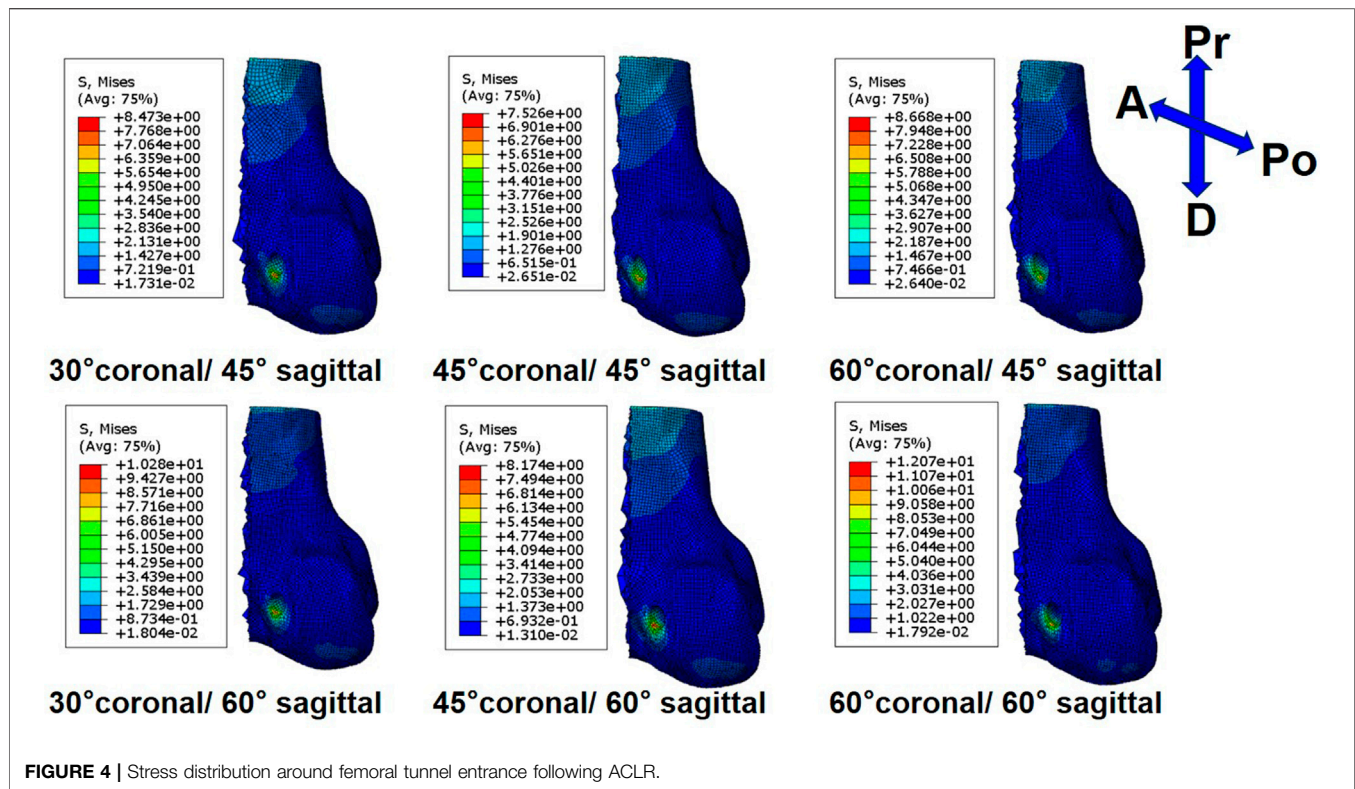 S, Mises
(Avg: 75%)
+8.473e+00
+7.768e+00
+7.064e+00
+6.359e+00
+5.654e+00
+4.950e+00
+4.245e+00
+3.540e+00
+2.836e+00
+2.131e+00
+1.427e+00
+7.219e-01
+1.731e-02
30°coronal/ 45° sagittal
S, Mises
(Avg: 75%)
+7.526e+00
+6.901e+00
+6.276e+00
+5.651e+00
+5.026e+00
+4.401e+00
+3.776e+00
+3.151e+00
+2.526e+00
+1.901e+00
+1.276e+00
+6.515e-01
+2.651e-02
45°coronal/ 45° sagittal
S, Mises
(Avg: 75%)
+8.668e+00
+7.948e+00
+7.228e+00
+6.508e+00
+5.788e+00
+5.068e+00
+4.347e+00
+3.627e+00
+2.907e+00
+2.187e+00
+1.467e+00
+7.466e-01
+2.640e-02
60°coronal/ 45° sagittal
Pr
A
Po
D
S, Mises
(Avg: 75%)
+1.028e+01
+9.427e+00
+8.571e+00
+7.716e+00
+6.861e+00
+6.005e+00
+5.150e+00
+4.295e+00
+3.439e+00
+2.584e+00
+1.729e+00
+8.734e-01
+1.804e-02
30°coronal/ 60° sagittal
S, Mises
(Avg: 75%)
+8.174e+00
+7.494e+00
+6.814e+00
+6.134e+00
+5.454e+00
+4.774e+00
+4.094e+00
+3.414e+00
+2.733e+00
+2.053e+00
+1.373e+00
+6.932e-01
+1.310e-02
45°coronal/ 60° sagittal
S, Mises
(Avg: 75%)
+1.207e+01
+1.107e+01
+1.006e+01
+9.058e+00
+8.053e+00
+7.049e+00
+6.044e+00
+5.040e+00
+4.036e+00
+3.031e+00
+2.027e+00
+1.022e+00
+1.792e-02
60°coronal/ 60° sagittal
FIGURE 4 | Stress distribution around femoral tunnel entrance following ACLR.